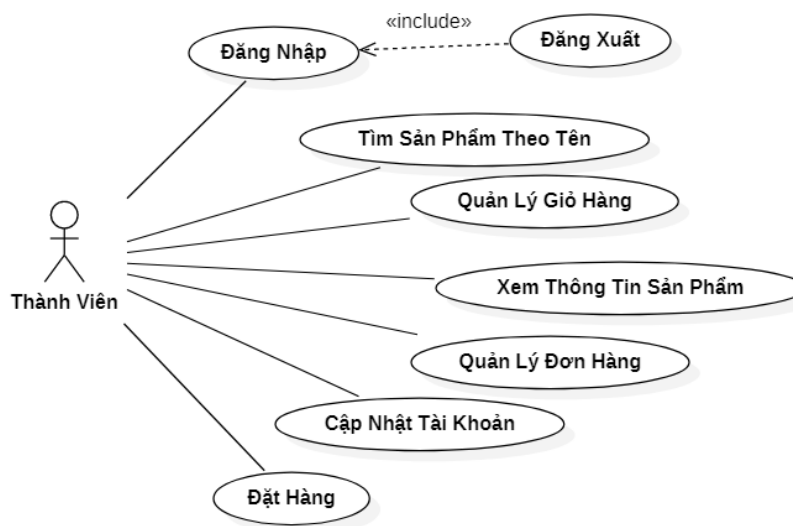 «include»
Đăng Nhập
Đăng Xuất
Tìm Sản Phẩm Theo Tên
Quản Lý Giỏ Hàng
Thành Viên
Xem Thông Tin Sản Phẩm
Quản Lý Đơn Hàng
Cập Nhật Tài Khoản
Đặt Hàng